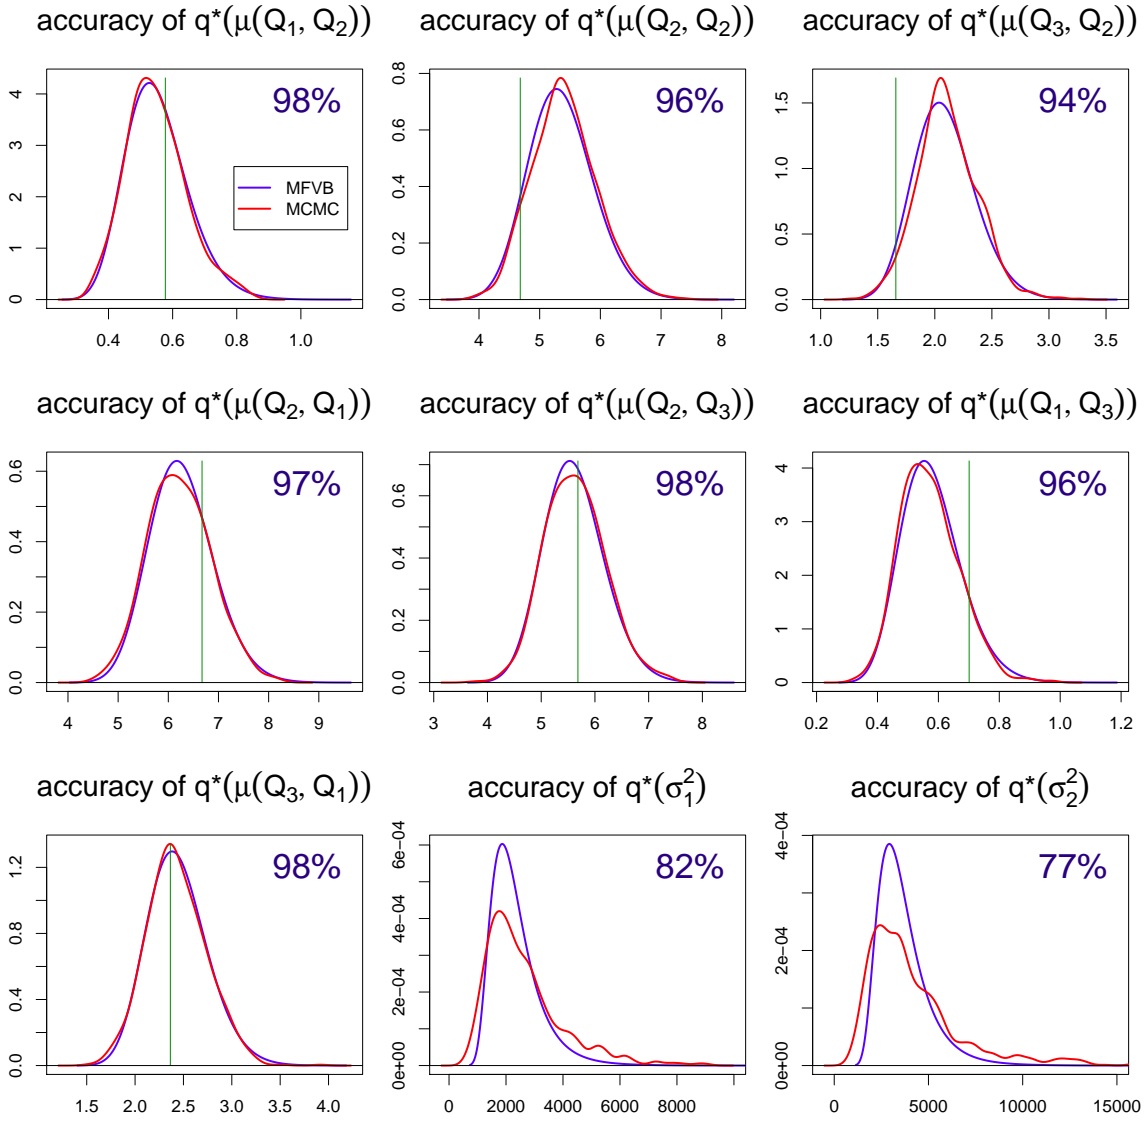 accuracy of q*(μ(Q₁, Q₂))
accuracy of q*(μ(Q₂, Q₂))
accuracy of q*(μ(Q₃, Q₂))
98%
MFVB
MCMC
0 1 2 3 4
0.4 0.6 0.8 1.0
96%
0.0 0.2 0.4 0.6 0.8
4 5 6 7 8
94%
0.0 0.5 1.0 1.5
1.0 1.5 2.0 2.5 3.0 3.5
accuracy of q*(μ(Q₂, Q₁))
accuracy of q*(μ(Q₂, Q₃))
accuracy of q*(μ(Q₁, Q₃))
97%
0.0 0.2 0.4 0.6
4 5 6 7 8 9
98%
0.0 0.2 0.4 0.6
3 4 5 6 7 8
96%
0 1 2 3 4
0.2 0.4 0.6 0.8 1.0 1.2
accuracy of q*(μ(Q₃, Q₁))
accuracy of q*(σ₁²)
accuracy of q*(σ₂²)
98%
0.0 0.4 0.8 1.2
1.5 2.0 2.5 3.0 3.5 4.0
82%
0e+00 2e-04 4e-04 6e-04
0 2000 4000 6000 8000
77%
0e+00 2e-04 4e-04
0 5000 10000 15000